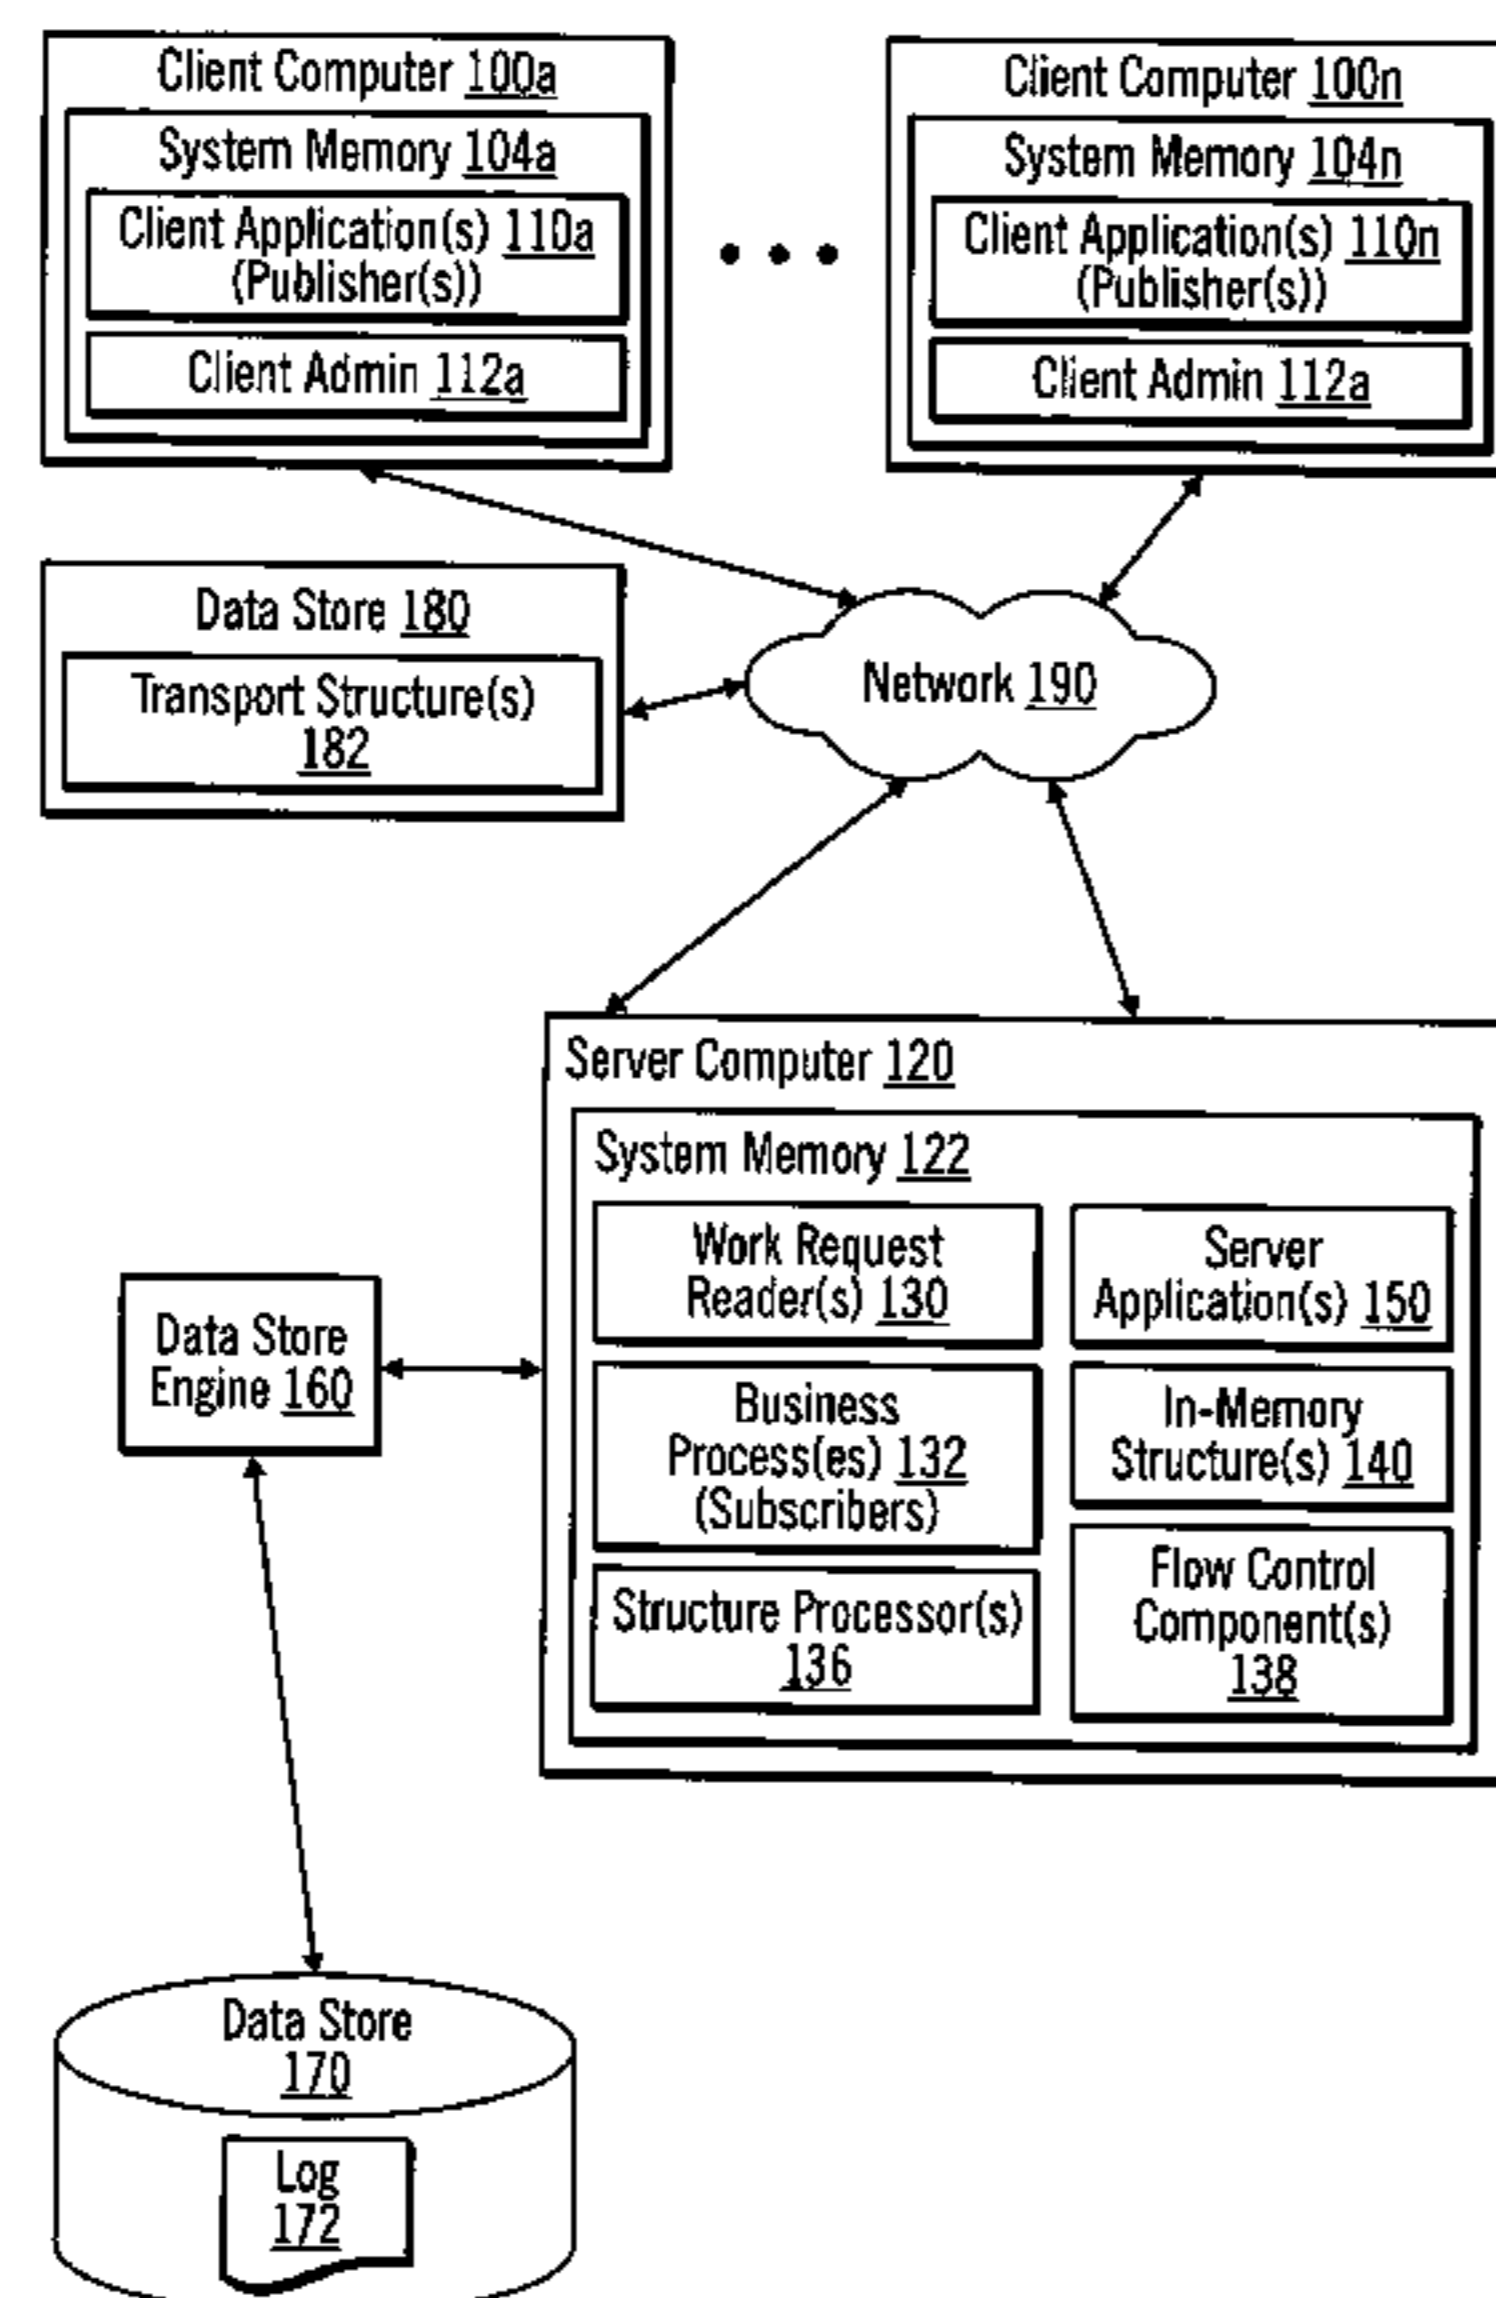 Client Computer 100a
System Memory 104a
Client Application(s) 110a
(Publisher(s))
Client Admin 112a
Client Computer 100n
System Memory 104n
Client Application(s) 110n
(Publisher(s))
Client Admin 112a
Data Store 180
Transport Structure(s)
182
Network 190
Server Computer 120
System Memory 122
Work Request
Reader(s) 130
Business
Process(es) 132
(Subscribers)
Structure Processor(s)
136
Server
Application(s) 150
In-Memory
Structure(s) 140
Flow Control
Component(s)
138
Data Store
Engine 160
Data Store
170
Log
172